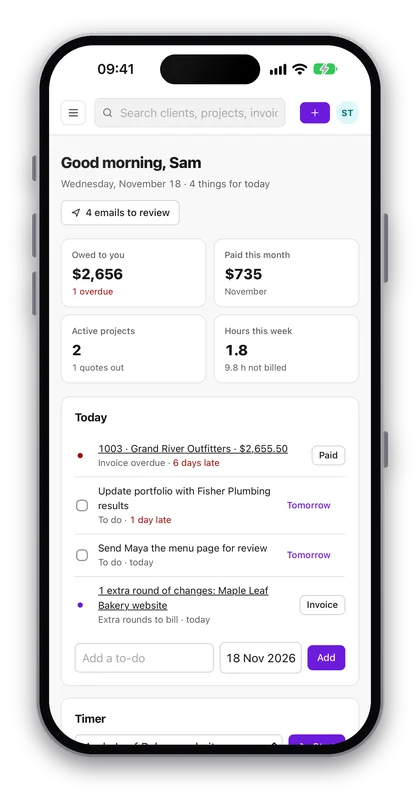 09:41
Search clients, projects, invoic
+
ST
Good morning, Sam
Wednesday, November 18 · 4 things for today
4 emails to review
Owed to you
$2,656
1 overdue
Paid this month
$735
November
Active projects
2
1 quotes out
Hours this week
1.8
9.8 h not billed
Today
1003 · Grand River Outfitters · $2,655.50
Invoice overdue · 6 days late
Paid
Update portfolio with Fisher Plumbing
results
To do · 1 day late
Tomorrow
Send Maya the menu page for review
To do · today
Tomorrow
1 extra round of changes: Maple Leaf
Bakery website
Extra rounds to bill · today
Invoice
Add a to-do
18 Nov 2026
Add
Timer